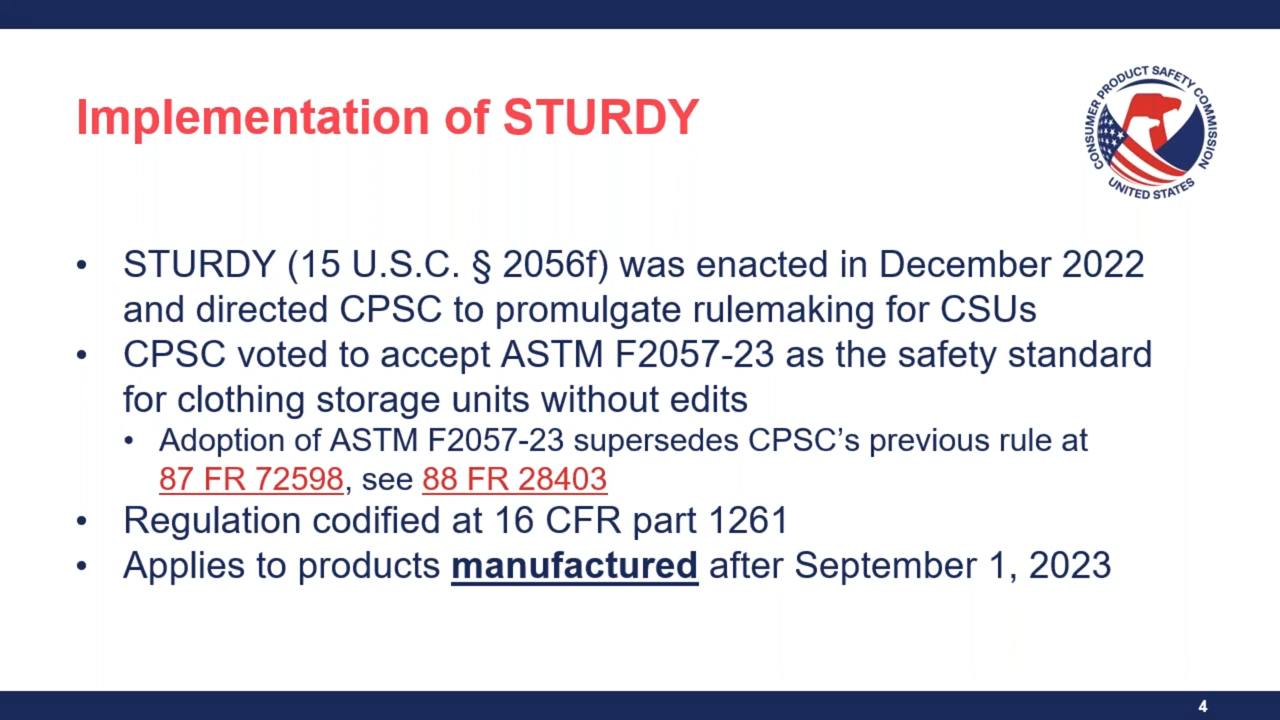 Implementation of STURDY
CONSUMER PRODUCT SAFETY COMMISSION
UNITED STATES
• STURDY (15 U.S.C. § 2056f) was enacted in December 2022
and directed CPSC to promulgate rulemaking for CSUs
• CPSC voted to accept ASTM F2057-23 as the safety standard
for clothing storage units without edits
• Adoption of ASTM F2057-23 supersedes CPSC’s previous rule at
87 FR 72598, see 88 FR 28403
• Regulation codified at 16 CFR part 1261
• Applies to products manufactured after September 1, 2023
4